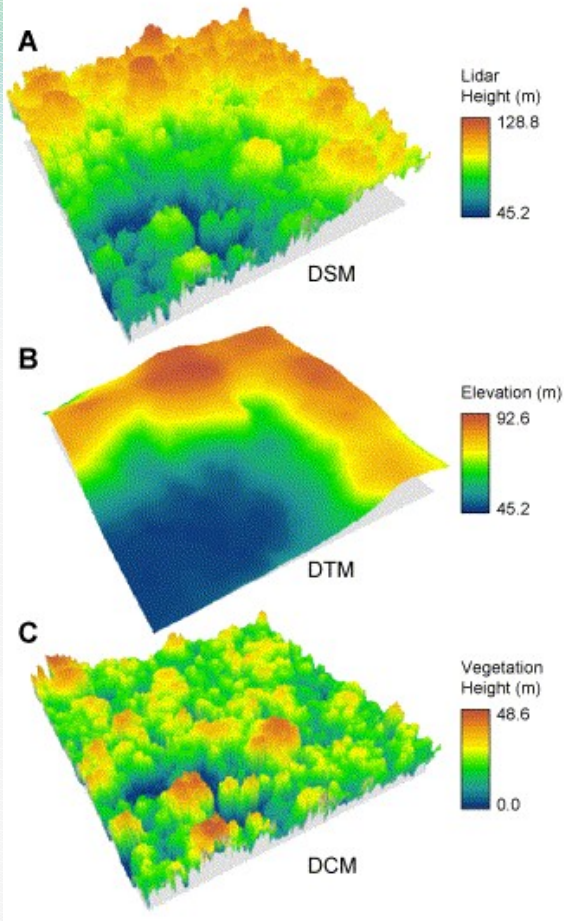 A
Lidar
Height (m)
128.8
45.2
DSM
B
Elevation (m)
92.6
45.2
DTM
C
Vegetation
Height (m)
48.6
0.0
DCM